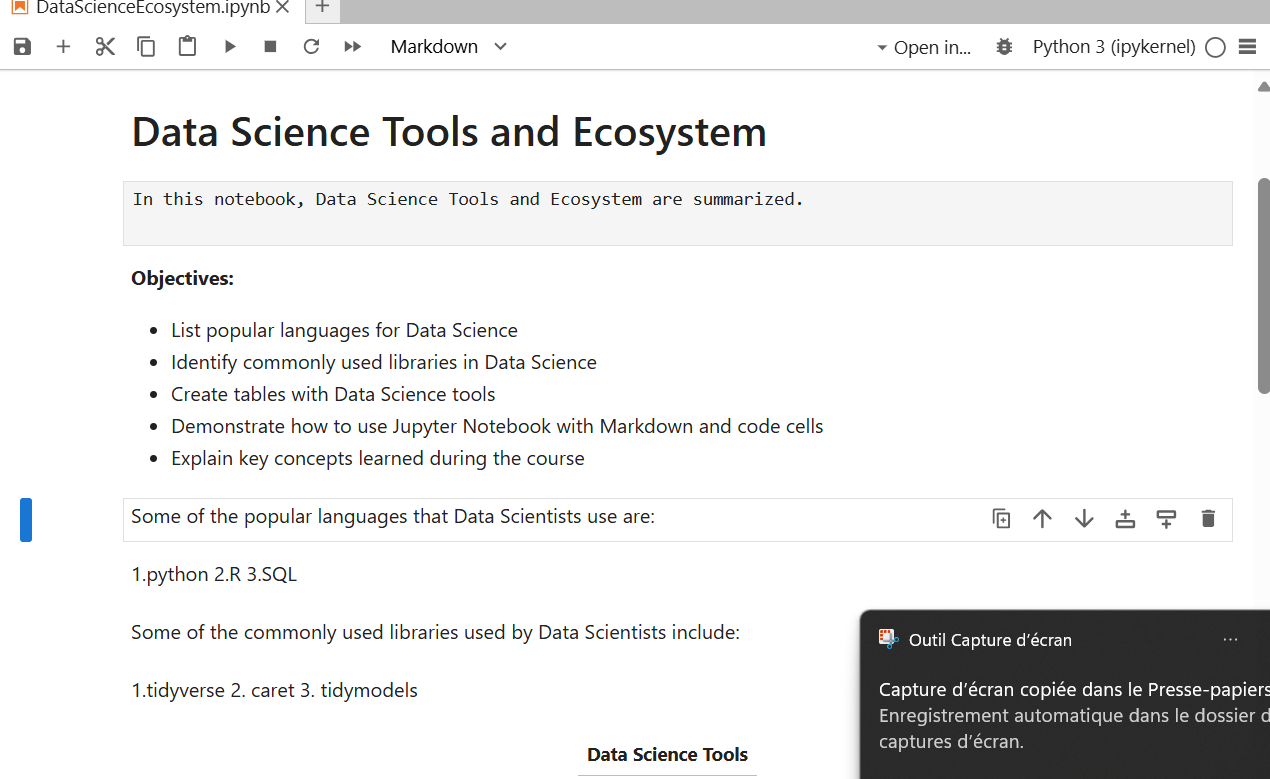 DataScienceEcosystem.ipynb
Markdown
Open in...
Python 3 (ipykernel)
Data Science Tools and Ecosystem
In this notebook, Data Science Tools and Ecosystem are summarized.
Objectives:
• List popular languages for Data Science
• Identify commonly used libraries in Data Science
• Create tables with Data Science tools
• Demonstrate how to use Jupyter Notebook with Markdown and code cells
• Explain key concepts learned during the course
Some of the popular languages that Data Scientists use are:
1.python 2.R 3.SQL
Some of the commonly used libraries used by Data Scientists include:
1.tidyverse 2. caret 3. tidymodels
Data Science Tools
Outil Capture d’écran
Capture d’écran copiée dans le Presse-papiers
Enregistrement automatique dans le dossier
captures d’écran.